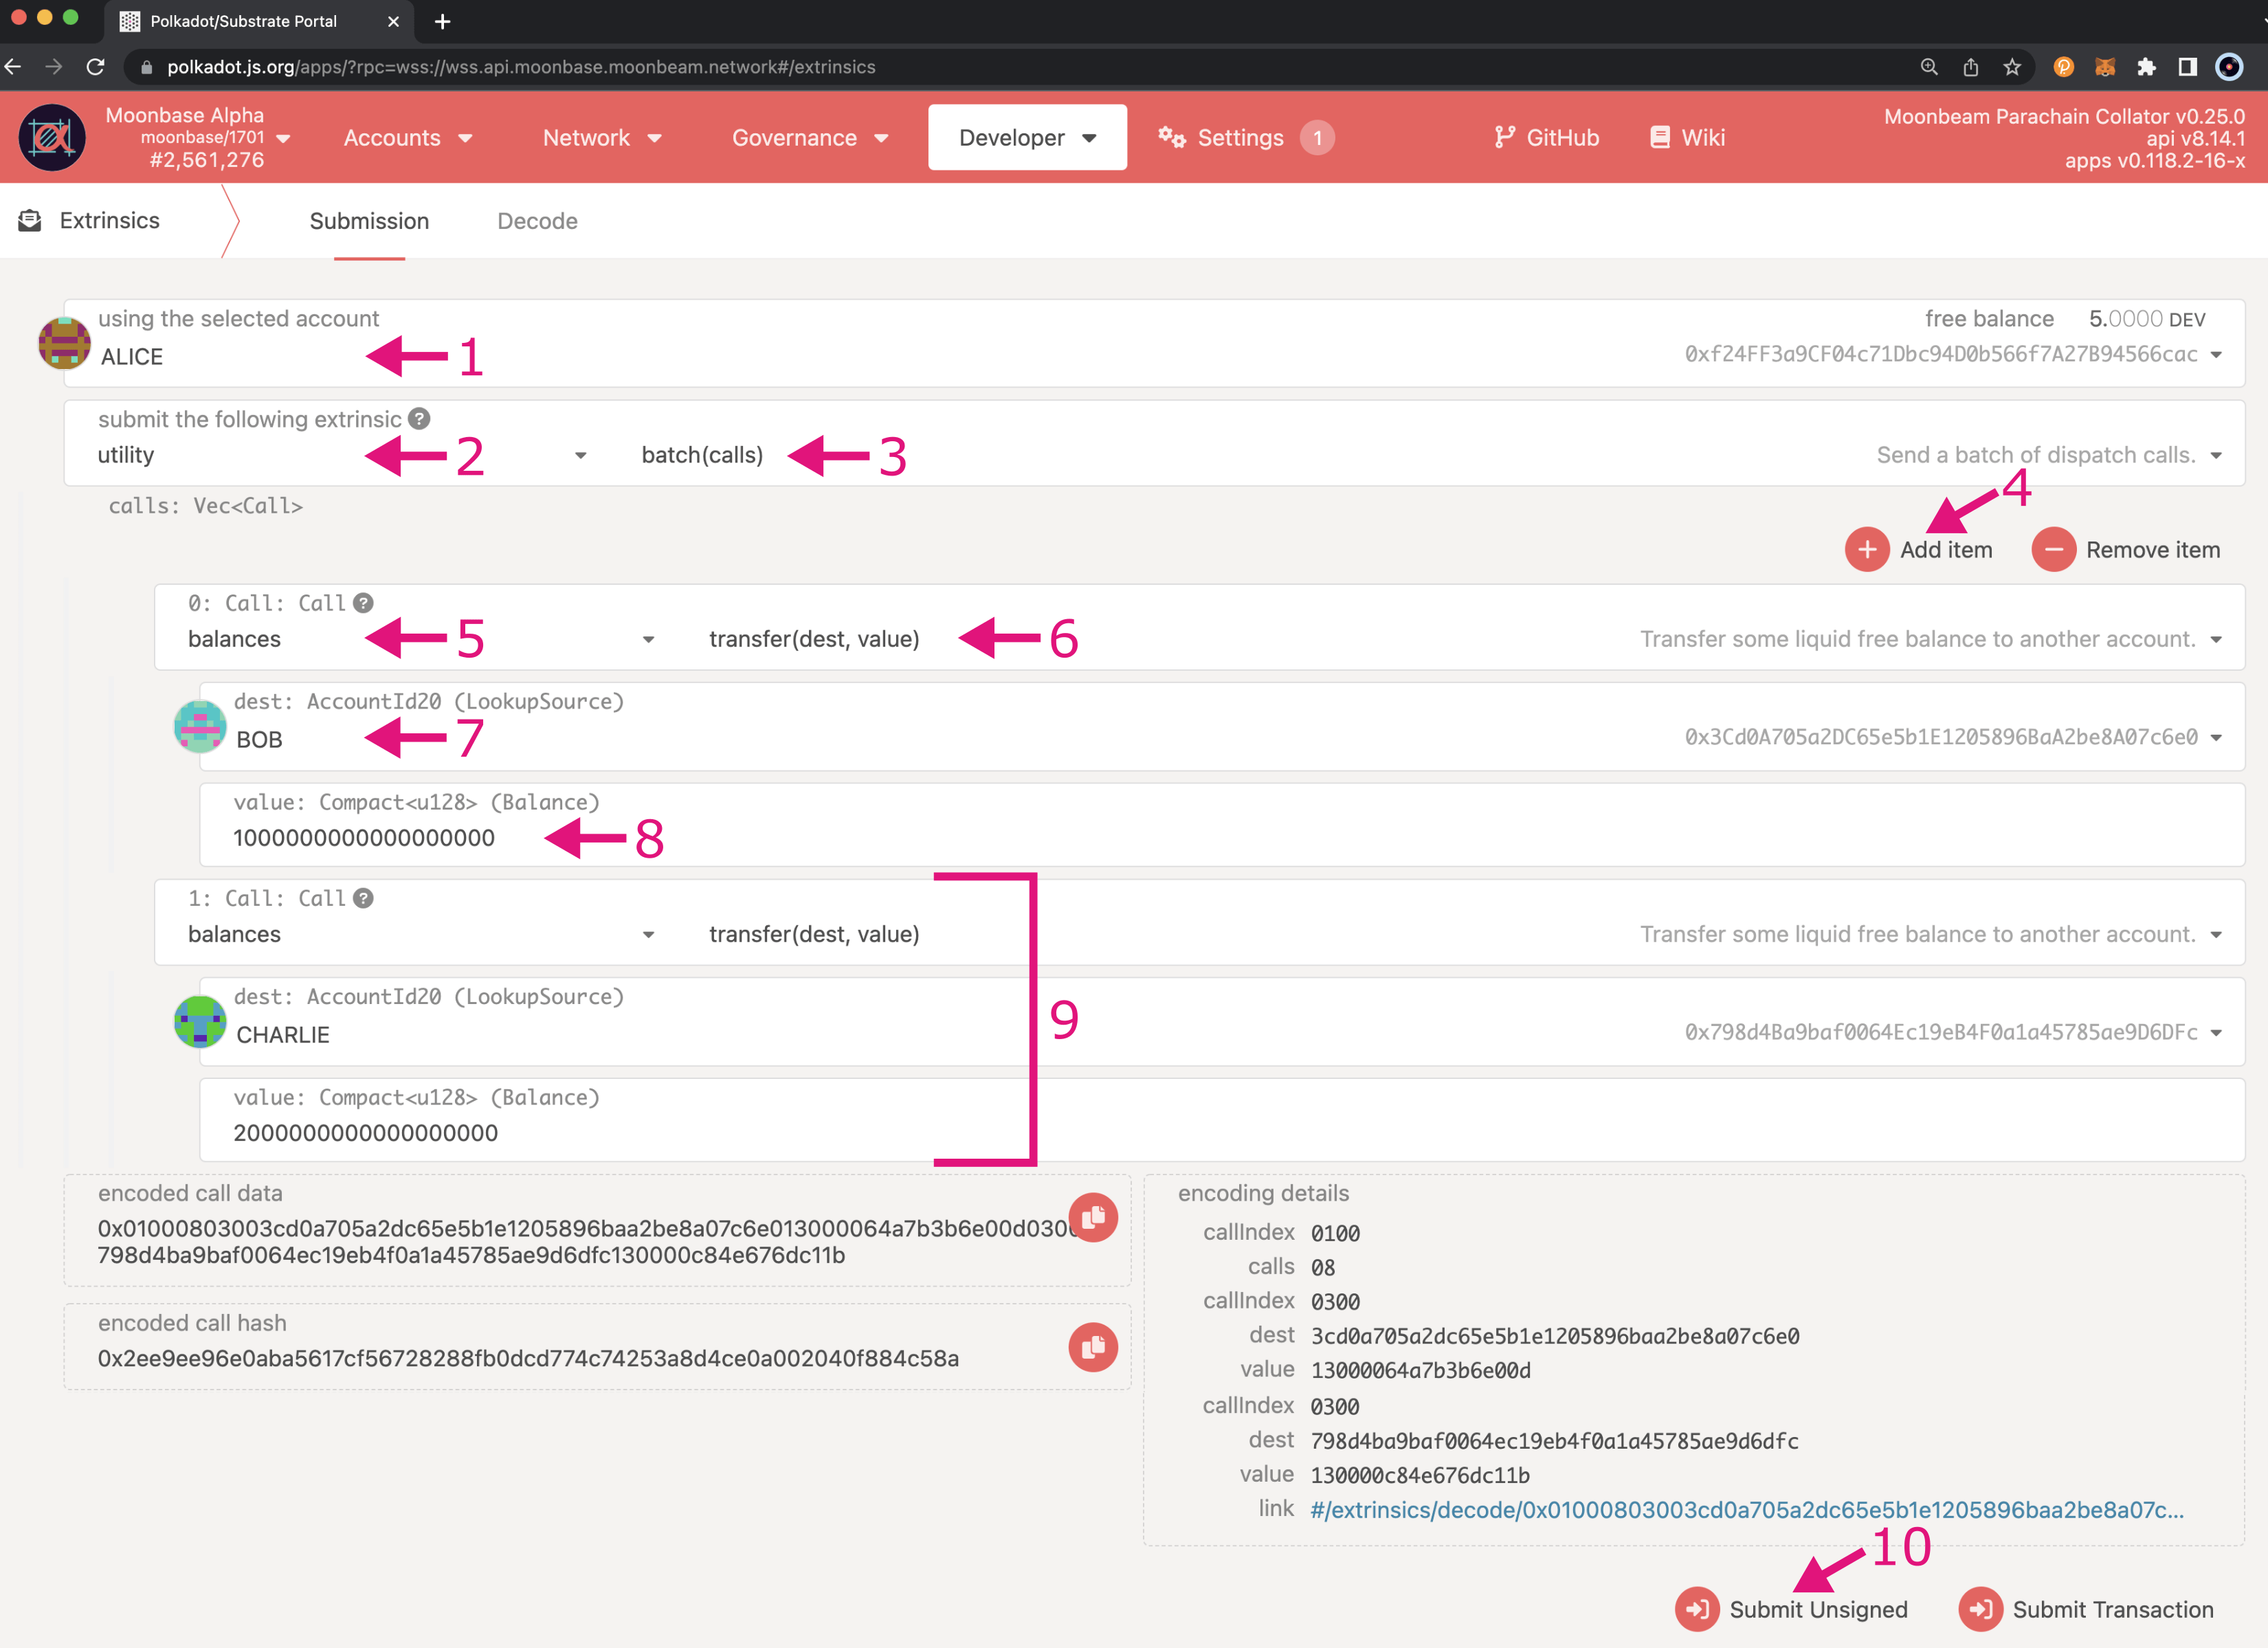 Polkadot/Substrate Portal
polkadot.js.org/apps/?rpc=wss://wss.api.moonbase.moonbeam.network#/extrinsics
Moonbase Alpha
moonbase/1701
#2,561,276
Accounts
Network
Governance
Developer
Settings
1
GitHub
Wiki
Moonbeam Parachain Collator v0.25.0
api v8.14.1
apps v0.118.2-16-x
Extrinsics
Submission
Decode
using the selected account
ALICE
1
free balance 5.0000 DEV
0xf24FF3a9CF04c71Dbc94D0b566f7A27B94566cac
submit the following extrinsic ?
utility
2
batch(calls)
3
Send a batch of dispatch calls.
calls: Vec<Call>
4
Add item
Remove item
0: Call: Call ?
balances
5
transfer(dest, value)
6
Transfer some liquid free balance to another account.
dest: AccountId20 (LookupSource)
BOB
7
0x3Cd0A705a2DC65e5b1E1205896BaA2be8A07c6e0
value: Compact<u128> (Balance)
1000000000000000000
8
1: Call: Call ?
balances
transfer(dest, value)
Transfer some liquid free balance to another account.
dest: AccountId20 (LookupSource)
CHARLIE
9
0x798d4Ba9baf0064Ec19eB4F0a1a45785ae9D6DFc
value: Compact<u128> (Balance)
2000000000000000000
encoded call data
0x01000803003cd0a705a2dc65e5b1e1205896baa2be8a07c6e013000064a7b3b6e00d030
798d4ba9baf0064ec19eb4f0a1a45785ae9d6dfc130000c84e676dc11b
encoded call hash
0x2ee9ee96e0aba5617cf56728288fb0dcd774c74253a8d4ce0a002040f884c58a
encoding details
callIndex 0100
calls 08
callIndex 0300
dest 3cd0a705a2dc65e5b1e1205896baa2be8a07c6e0
value 13000064a7b3b6e00d
callIndex 0300
dest 798d4ba9baf0064ec19eb4f0a1a45785ae9d6dfc
value 130000c84e676dc11b
link #/extrinsics/decode/0x01000803003cd0a705a2dc65e5b1e1205896baa2be8a07c...
10
Submit Unsigned
Submit Transaction